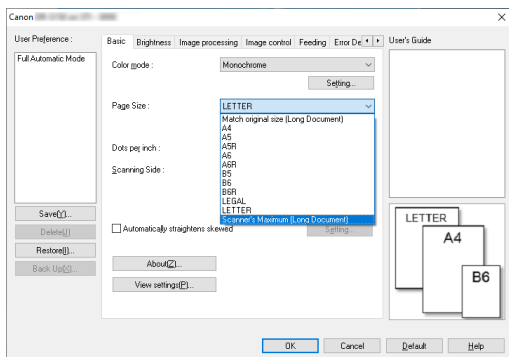 Canon
User Preference :
Full Automatic Mode
Save(Y)...
Delete(J)
Restore(I)...
Back Up(X)...
Basic Brightness Image processing Image control Feeding Error De
Color mode : Monochrome
Setting...
Page Size : LETTER
Match original size (Long Document)
A4
A5
A5R
A6
A6R
B5
B6
B6R
LEGAL
LETTER
Scanner's Maximum (Long Document)
Dots per inch :
Scanning Side :
Automatically straightens skewed
Setting...
About(Z)...
View settings(P)...
User's Guide
LETTER
A4
B6
OK Cancel Default Help